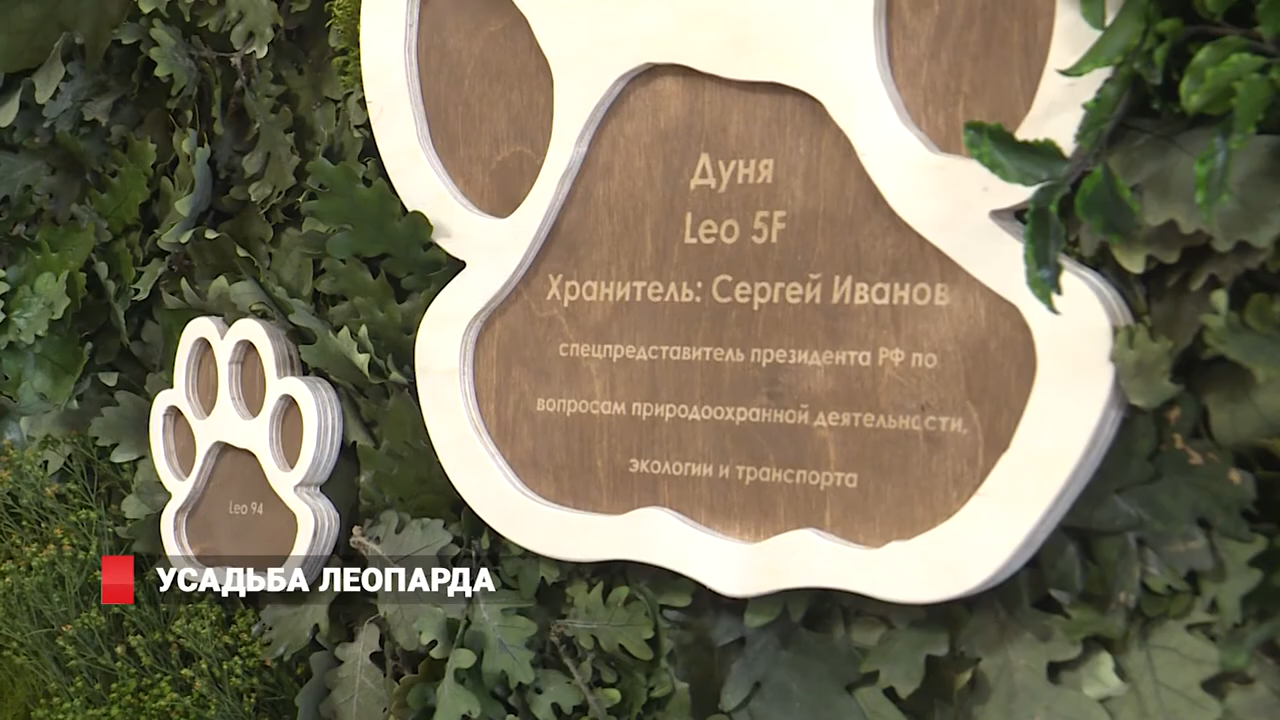 Дуня
Leo 5F
Хранитель: Сергей Иванов
спецпредставитель президента РФ по
вопросам природоохранной деятельности,
экологии и транспорта
Leo 94
УСАДЬБА ЛЕОПАРДА